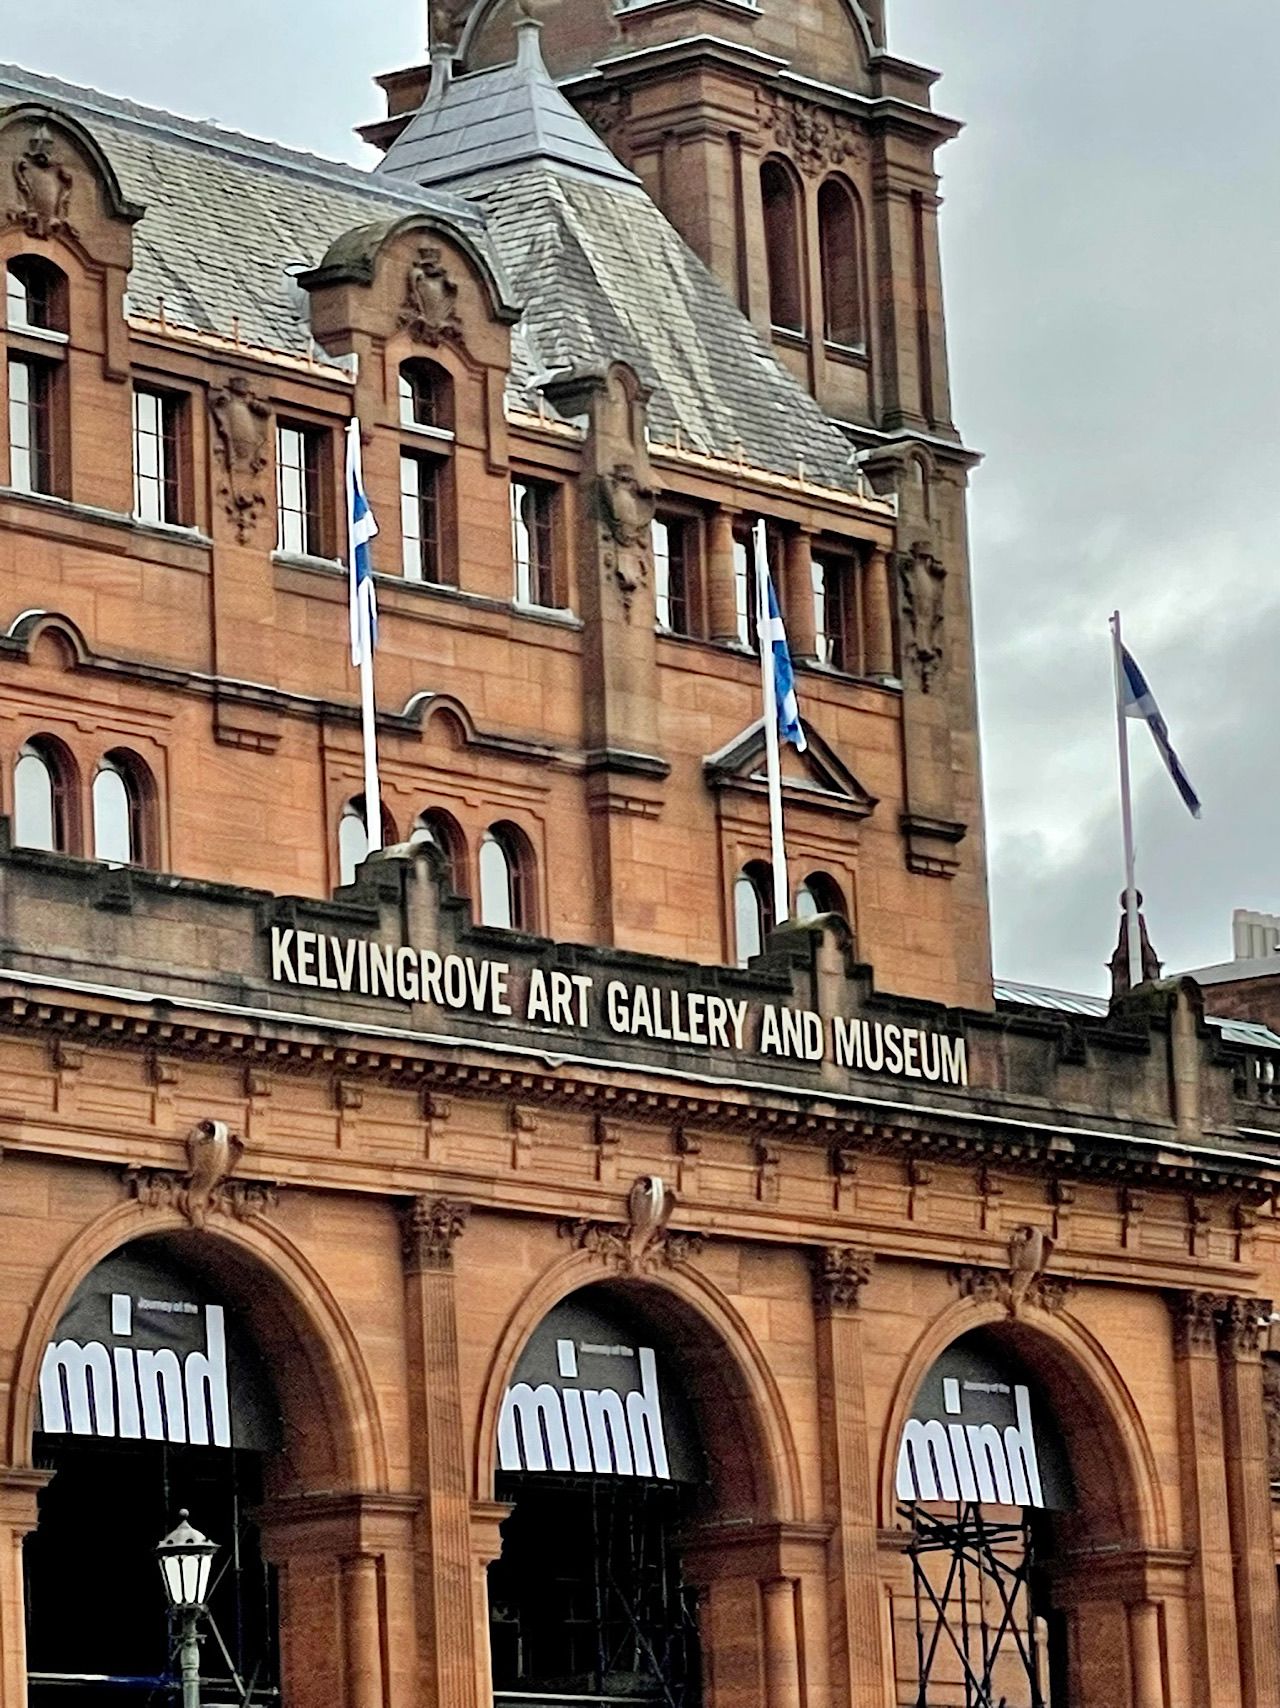 KELVINGROVE ART GALLERY AND MUSEUM
Journey of the
mind
Journey of the
mind
Journey of the
mind